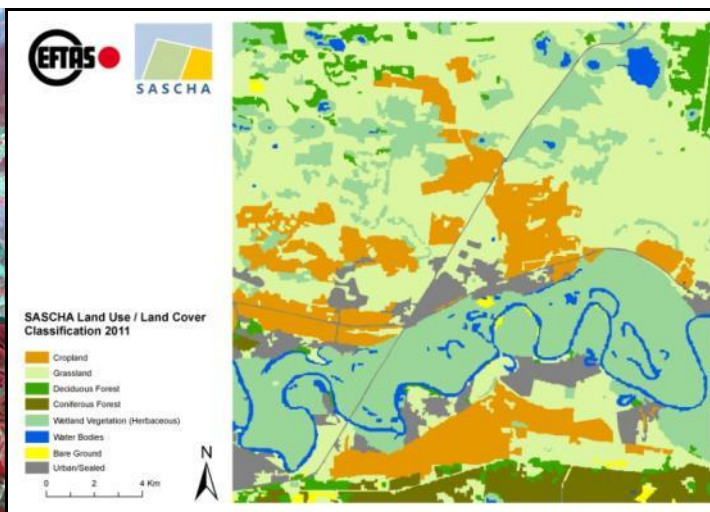 EFTAS
SASCHA
SASCHA Land Use / Land Cover
Classification 2011
Cropland
Grassland
Deciduous Forest
Coniferous Forest
Wetland Vegetation (Herbaceous)
Water Bodies
Bare Ground
Urban/Sealed
N
0 2 4 Km